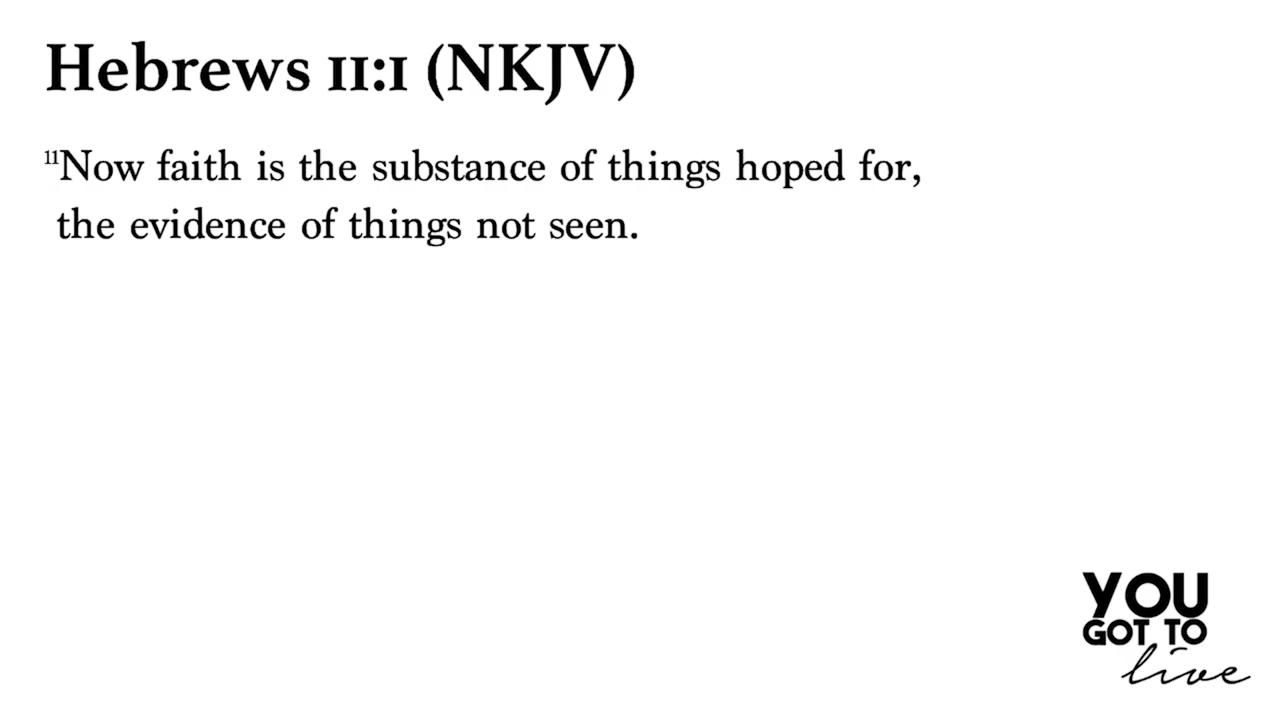 Hebrews 11:1 (NKJV)
11Now faith is the substance of things hoped for,
the evidence of things not seen.
YOU
GOT TO
live